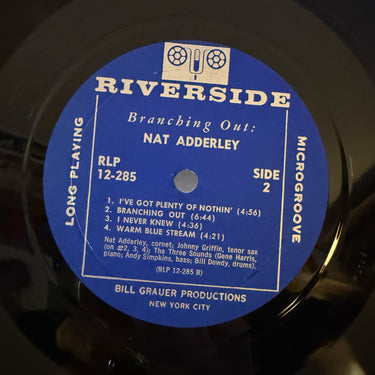 RIVERSIDE
Branching Out:
NAT ADDERLEY
LONG PLAYING
MICROGROOVE
RLP
12-285
SIDE
2
1. I'VE GOT PLENTY OF NOTHIN' (4:56)
2. BRANCHING OUT (6:44)
3. I NEVER KNEW (4:36)
4. WARM BLUE STREAM (4:21)
Nat Adderley, cornet; Johnny Griffin, tenor sax
(on #2, 3, 4); The Three Sounds (Gene Harris,
piano; Andy Simpkins, bass; Bill Dowdy, drums).
(RLP 12-285 B)
BILL GRAUER PRODUCTIONS
NEW YORK CITY